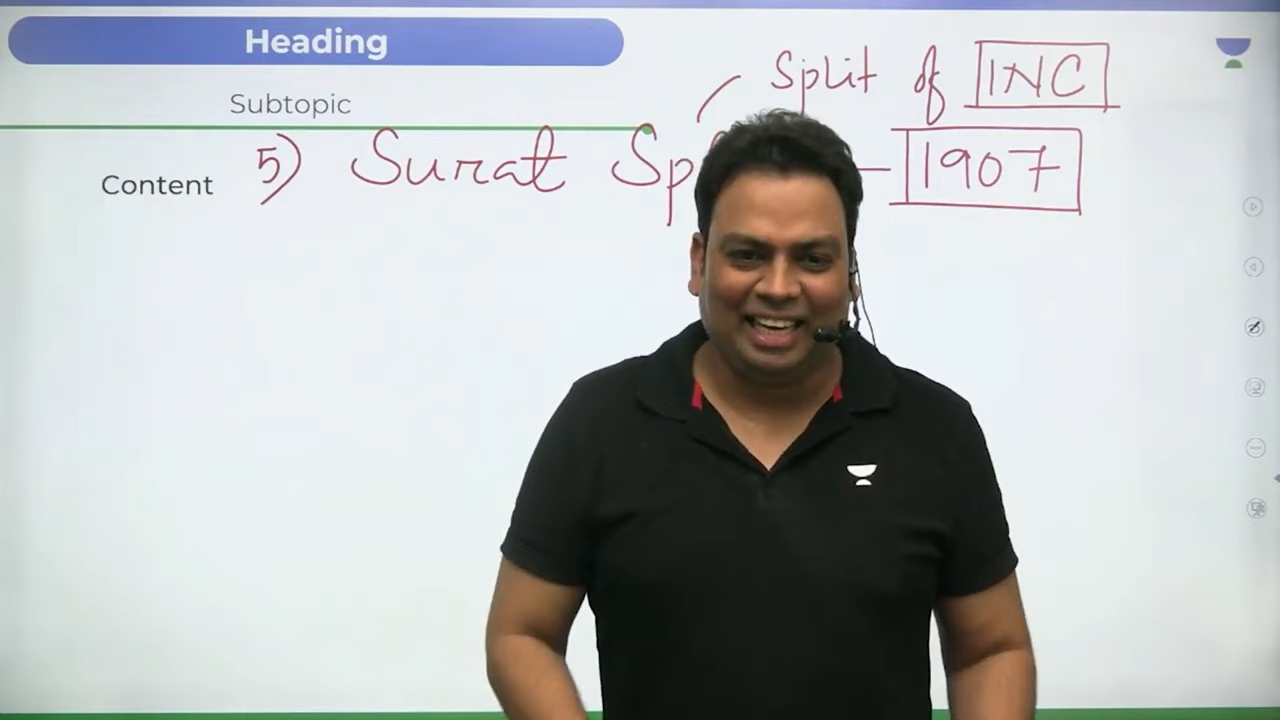 Heading
Split of INC
Subtopic
5) Surat Sp — 1907
Content